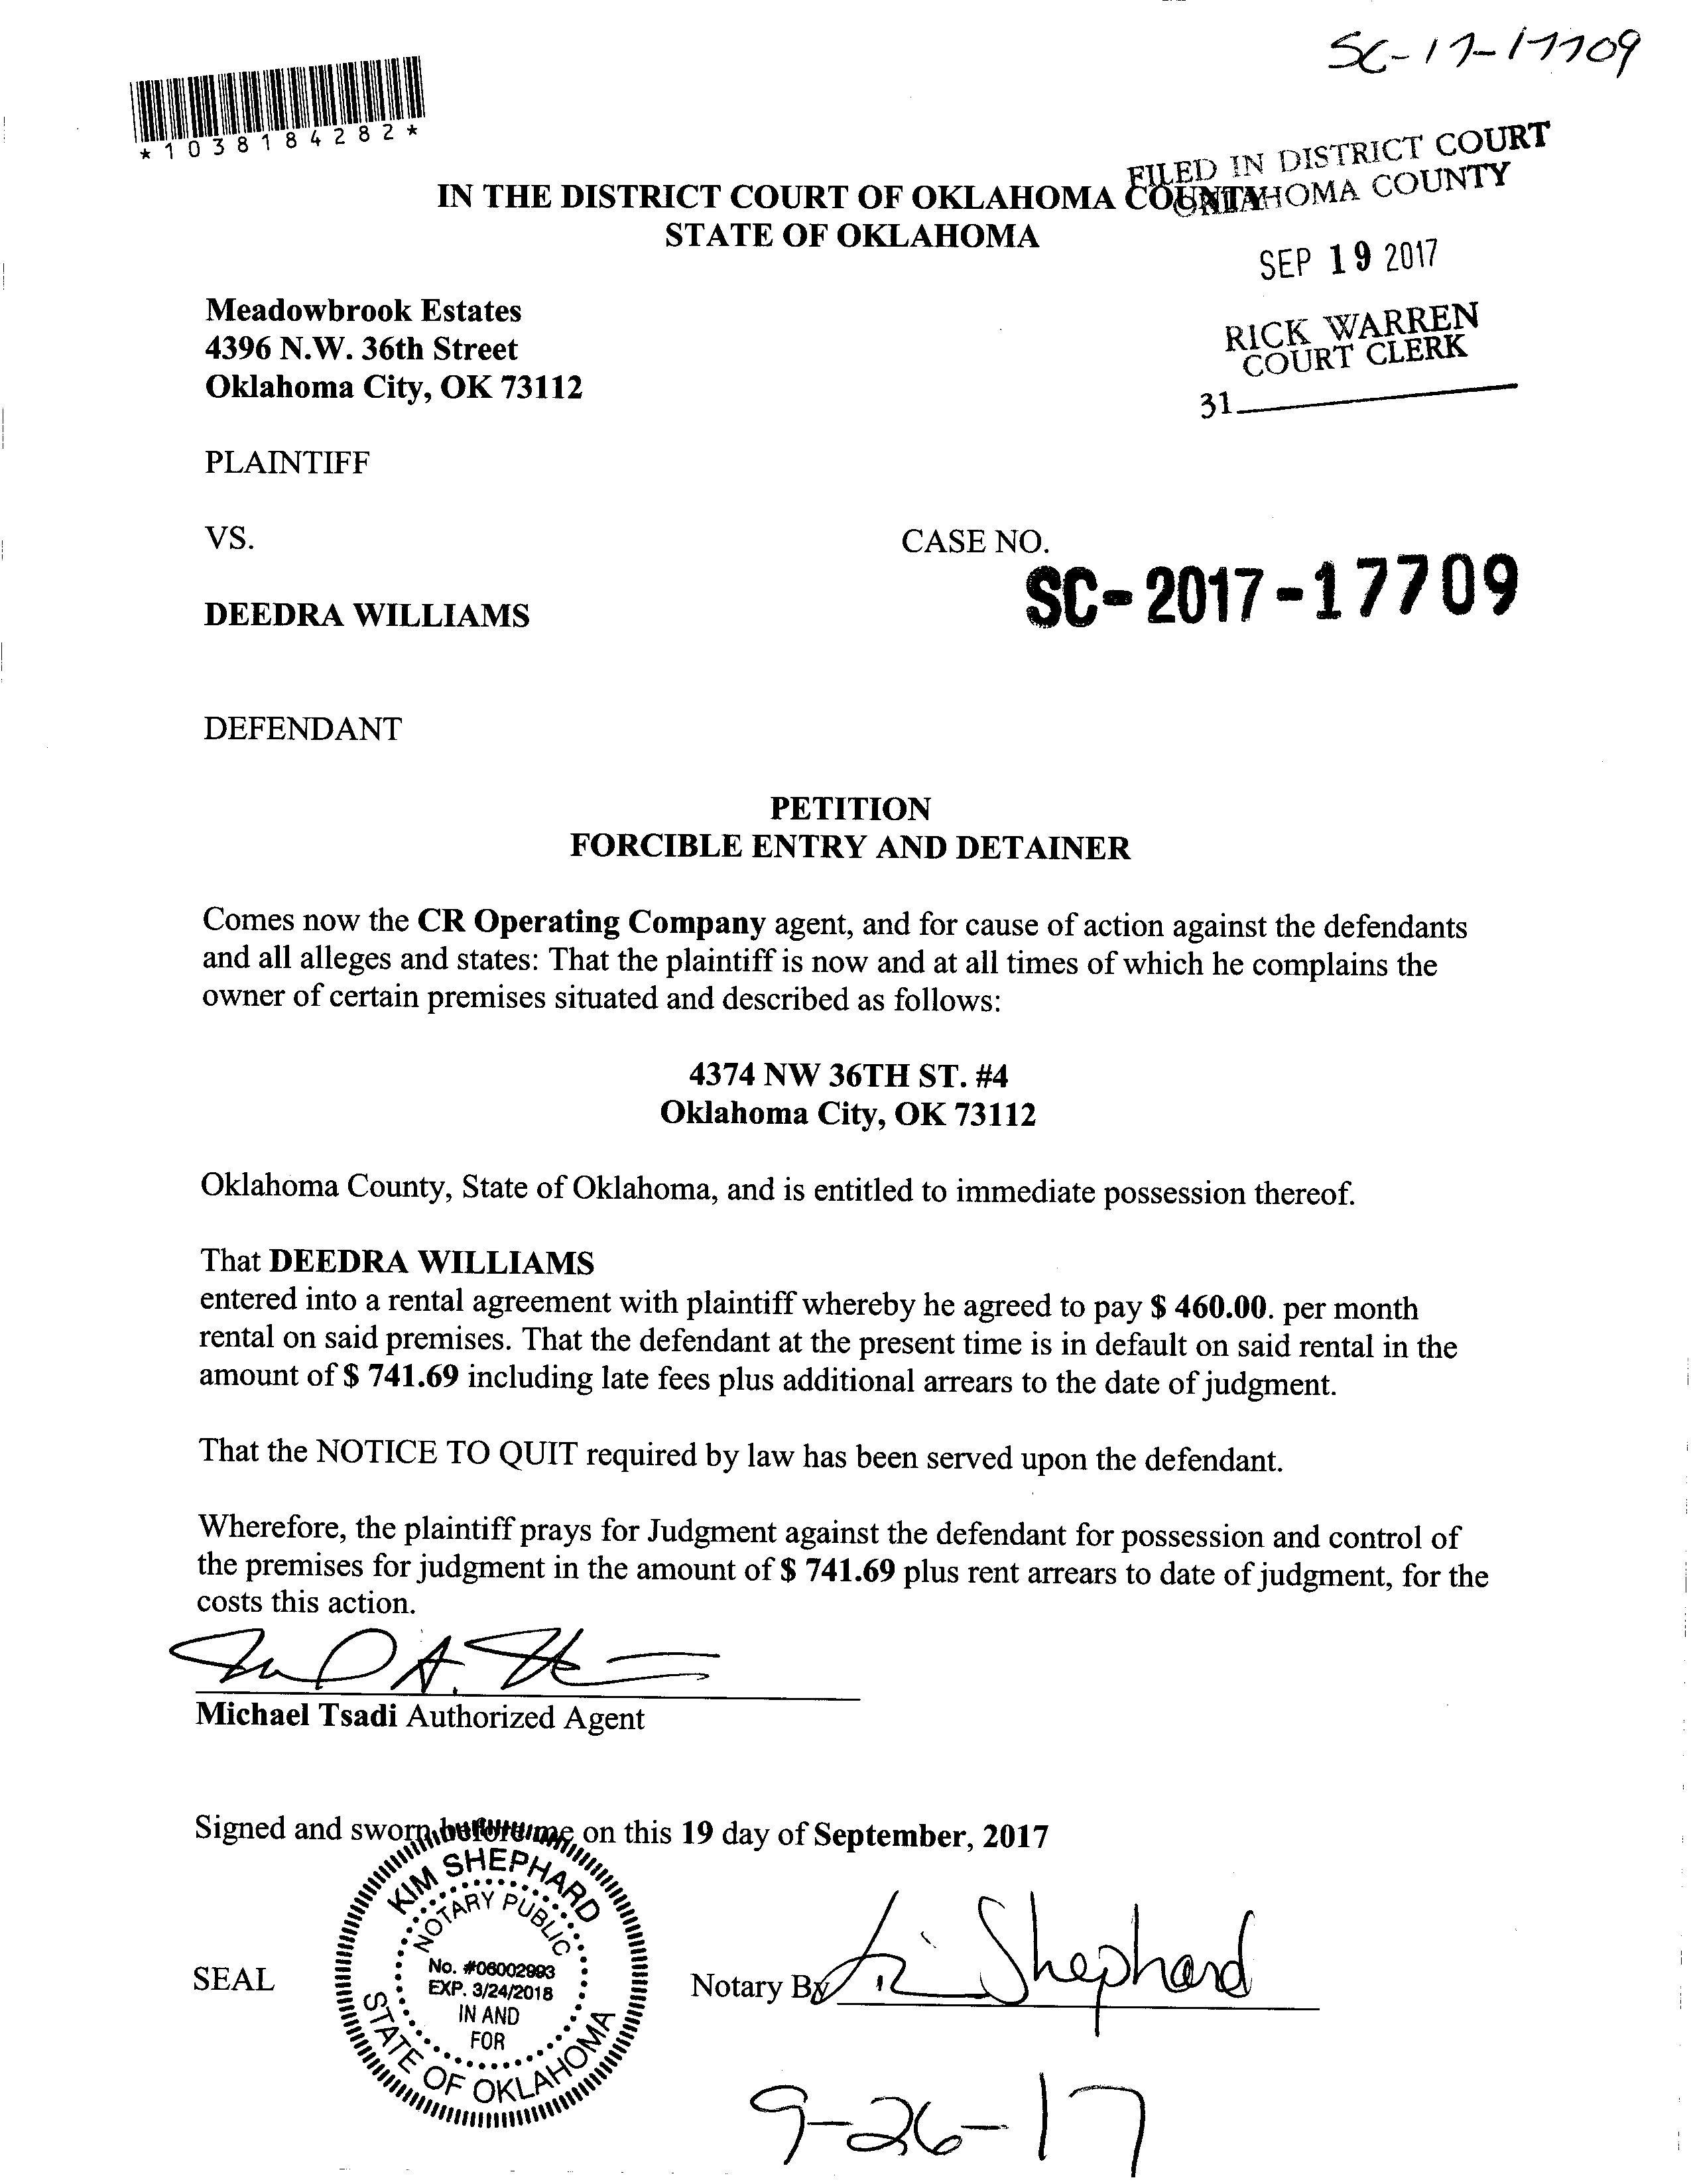 SC-17-17709
*1038184282*
FILED IN DISTRICT COURT
OKLAHOMA COUNTY
IN THE DISTRICT COURT OF OKLAHOMA COUNTY
STATE OF OKLAHOMA
SEP 19 2017
RICK WARREN
COURT CLERK
31
Meadowbrook Estates
4396 N.W. 36th Street
Oklahoma City, OK 73112
PLAINTIFF
VS.
CASE NO.
SC-2017-17709
DEEDRA WILLIAMS
DEFENDANT
PETITION
FORCIBLE ENTRY AND DETAINER
Comes now the CR Operating Company agent, and for cause of action against the defendants
and all alleges and states: That the plaintiff is now and at all times of which he complains the
owner of certain premises situated and described as follows:
4374 NW 36TH ST. #4
Oklahoma City, OK 73112
Oklahoma County, State of Oklahoma, and is entitled to immediate possession thereof.
That DEEDRA WILLIAMS
entered into a rental agreement with plaintiff whereby he agreed to pay $ 460.00. per month
rental on said premises. That the defendant at the present time is in default on said rental in the
amount of $ 741.69 including late fees plus additional arrears to the date of judgment.
That the NOTICE TO QUIT required by law has been served upon the defendant.
Wherefore, the plaintiff prays for Judgment against the defendant for possession and control of
the premises for judgment in the amount of $ 741.69 plus rent arrears to date of judgment, for the
costs this action.
Michael Tsadi Authorized Agent
Signed and sworn before me on this 19 day of September, 2017
KIM SHEPHARD
NOTARY PUBLIC
No. #06002993
EXP. 3/24/2018
IN AND
FOR
STATE OF OKLAHOMA
SEAL
Notary By Shephard
9-26-17